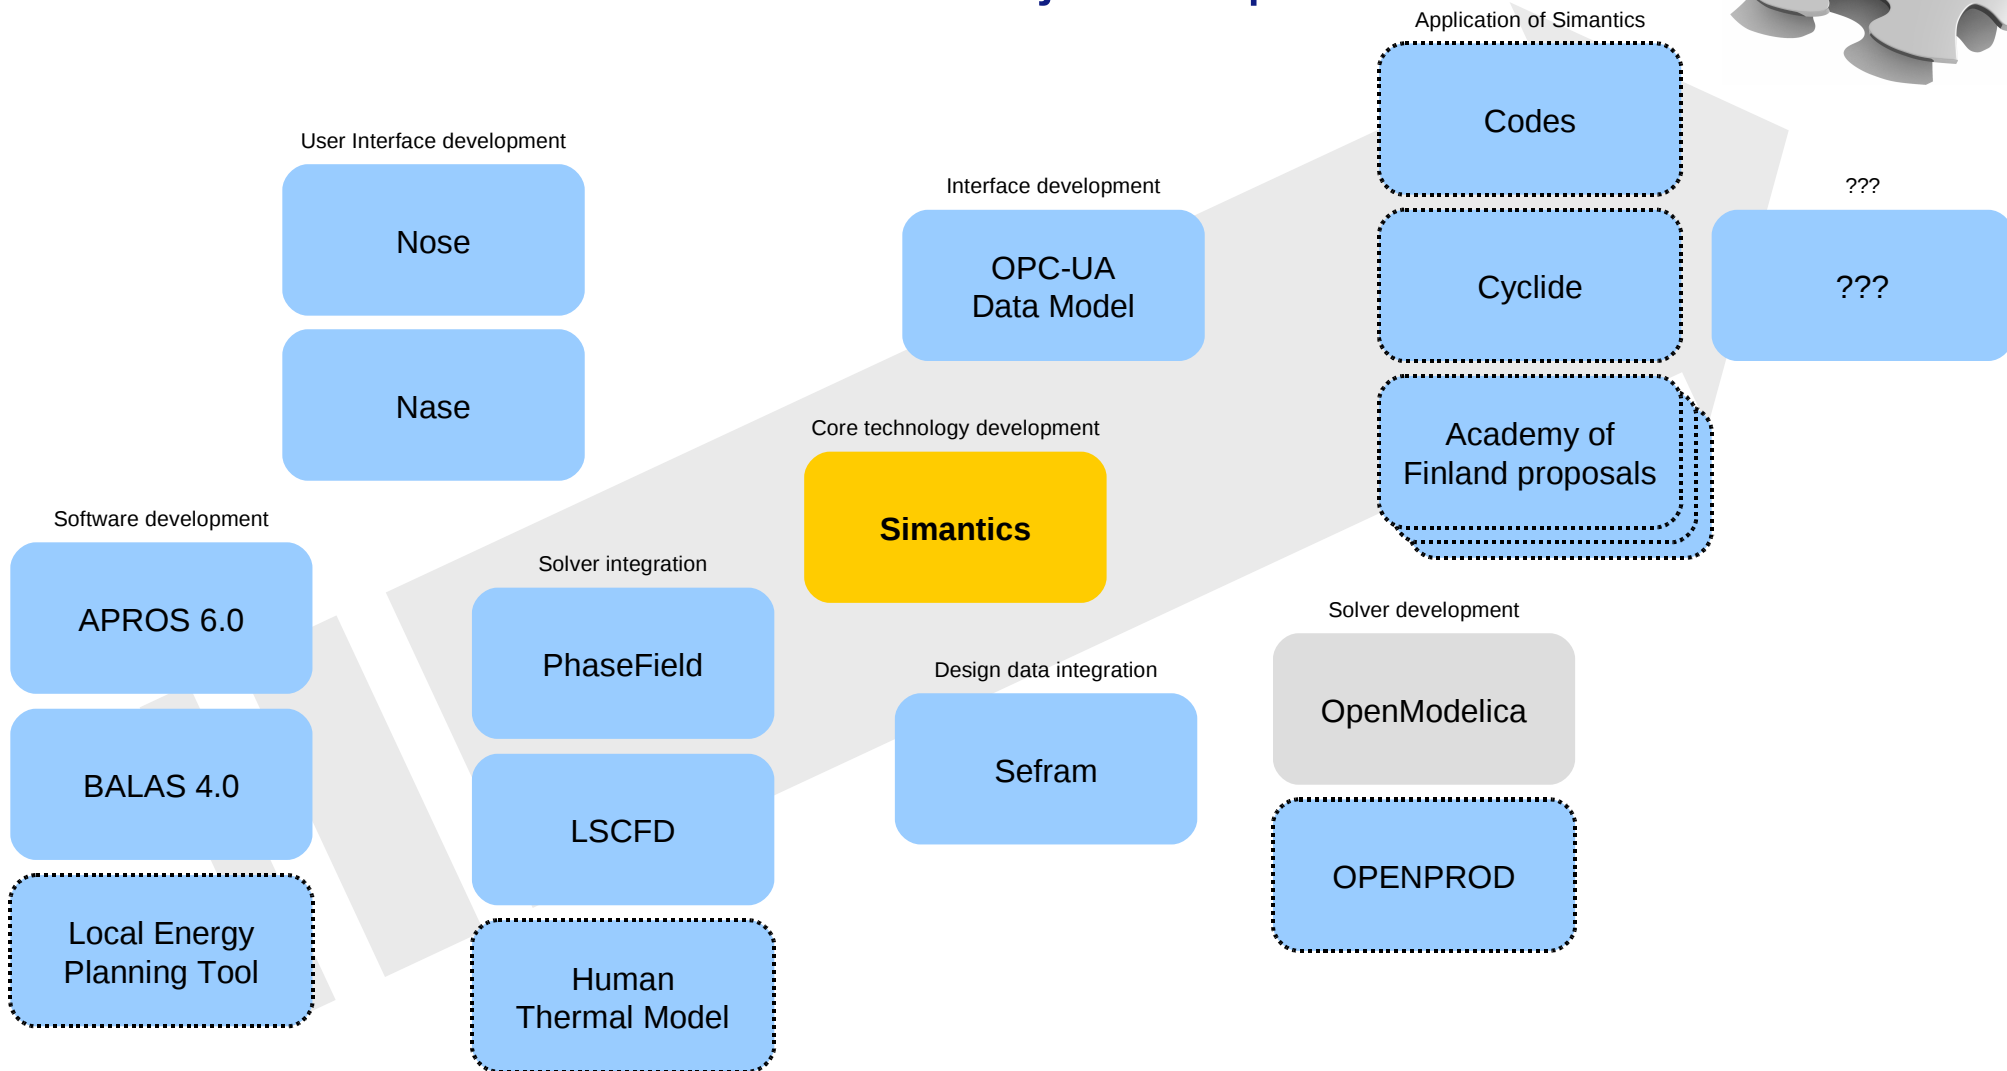 Application of Simantics
Codes
User Interface development
Nose
Interface development
OPC-UA
Data Model
Cyclide
???
???
Nase
Core technology development
Simantics
Academy of
Finland proposals
Software development
APROS 6.0
Solver integration
PhaseField
Solver development
OpenModelica
Design data integration
Sefram
BALAS 4.0
LSCFD
OPENPROD
Local Energy
Planning Tool
Human
Thermal Model